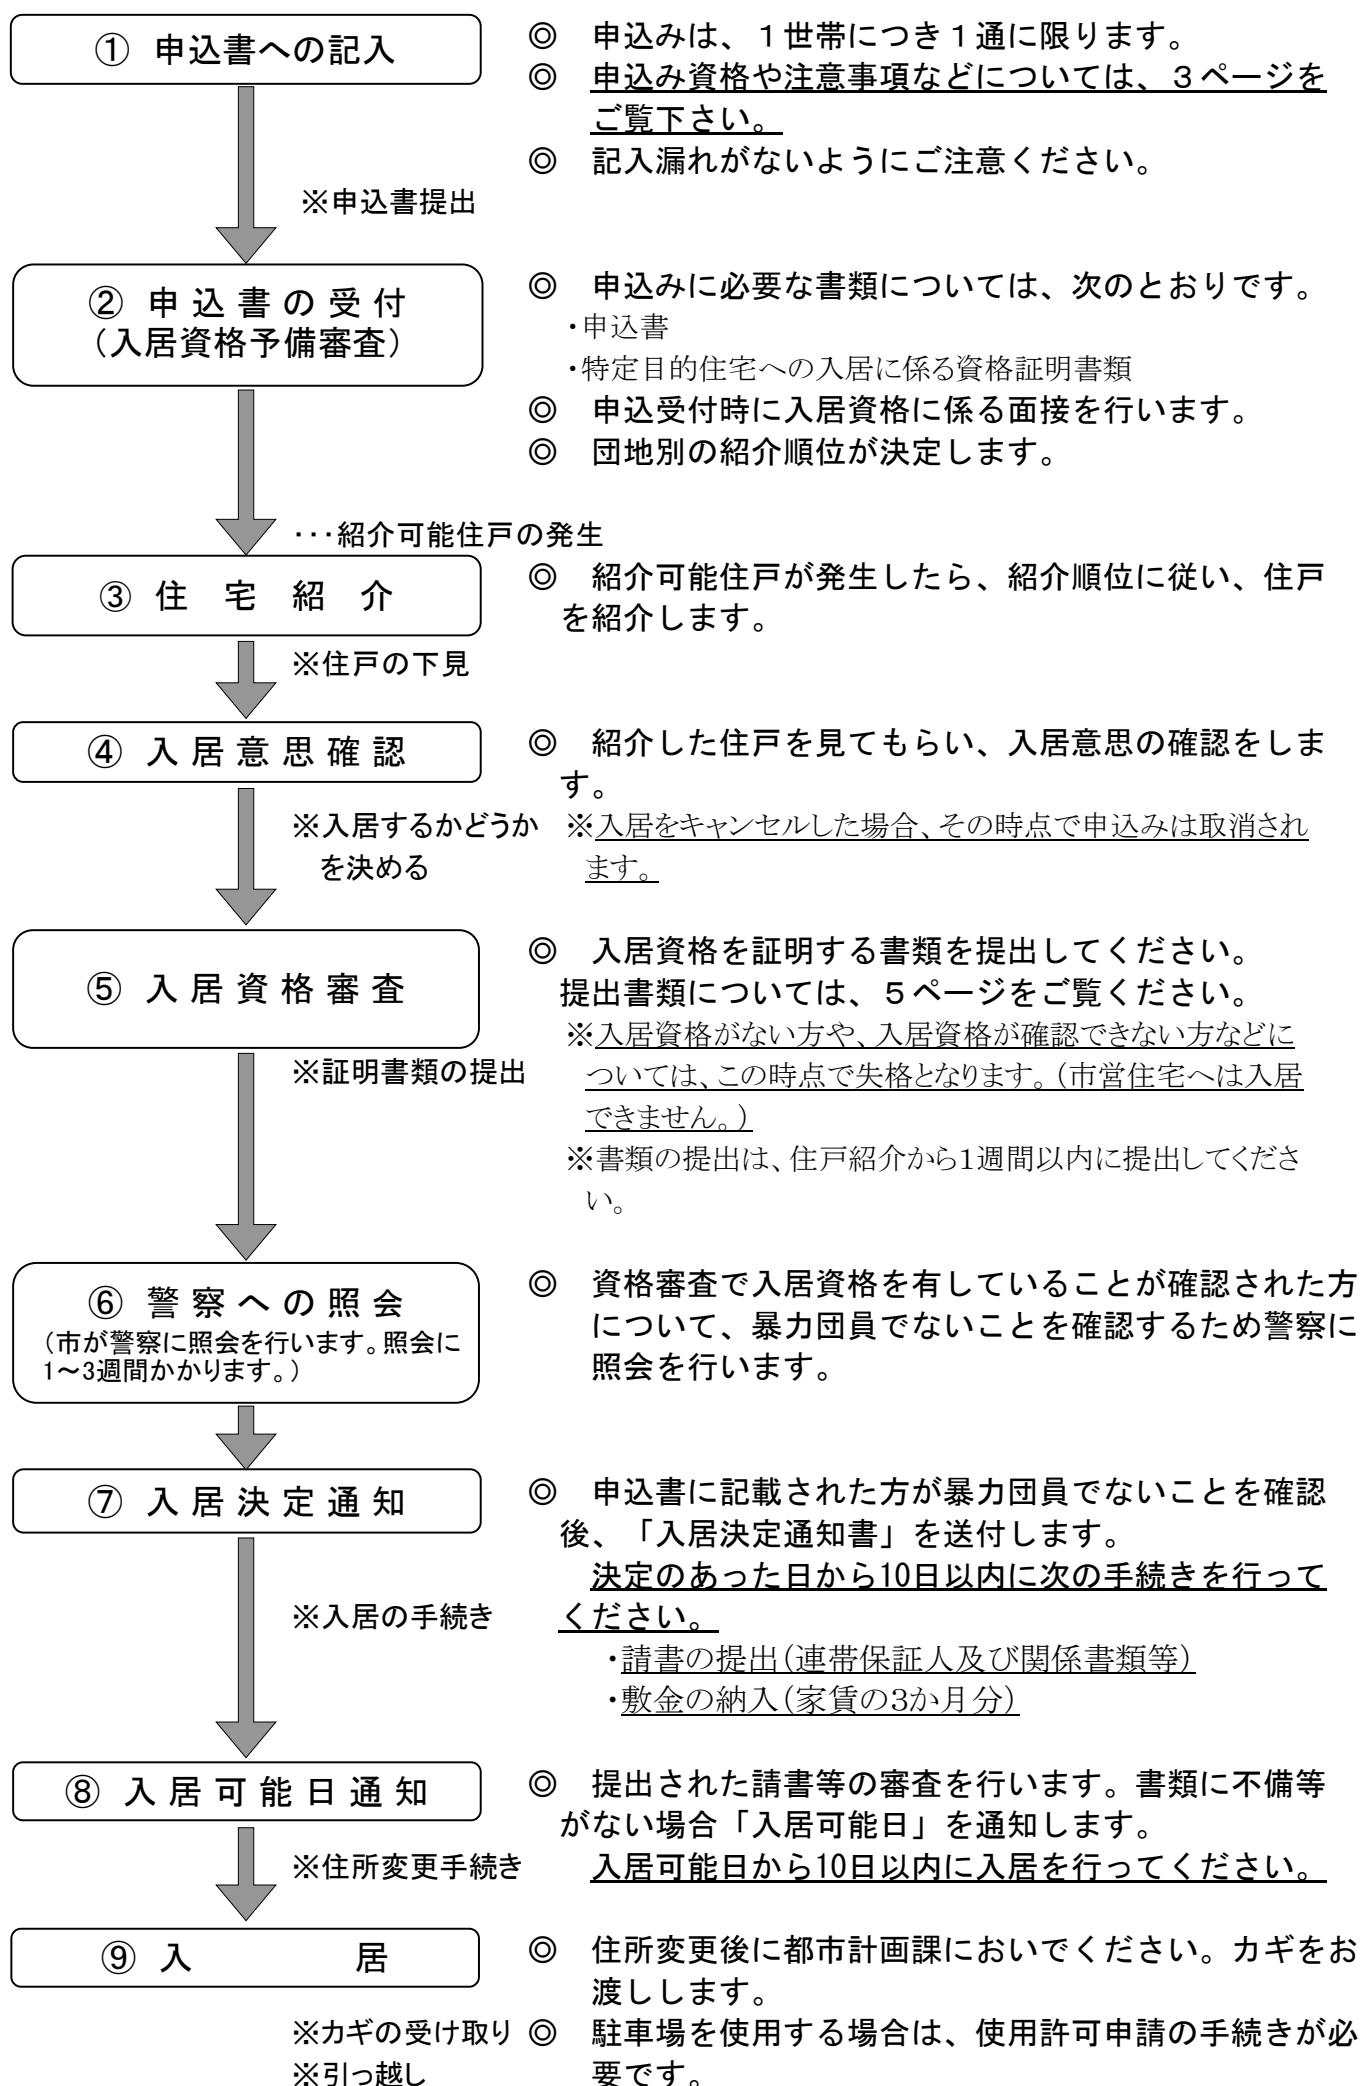 ① 申込書への記入
◎　申込みは、１世帯につき１通に限ります。
◎　申込み資格や注意事項などについては、３ページを
ご覧下さい。
◎　記入漏れがないようにご注意ください。
※申込書提出
② 申 込 書 の 受 付
（入居資格予備審査）
◎　申込みに必要な書類については、次のとおりです。
・申込書
・特定目的住宅への入居に係る資格証明書類
◎　申込受付時に入居資格に係る面接を行います。
◎　団地別の紹介順位が決定します。
･･･紹介可能住戸の発生
③ 住　宅　紹　介
◎　紹介可能住戸が発生したら、紹介順位に従い、住戸
を紹介します。
※住戸の下見
④ 入 居 意 思 確 認
◎　紹介した住戸を見てもらい、入居意思の確認をしま
す。
※入居するかどうか
を決める
※入居をキャンセルした場合、その時点で申込みは取消され
ます。
⑤ 入 居 資 格 審 査
◎　入居資格を証明する書類を提出してください。
提出書類については、５ページをご覧ください。
※入居資格がない方や、入居資格が確認できない方などに
ついては、この時点で失格となります。（市営住宅へは入居
できません。）
※証明書類の提出
※書類の提出は、住戸紹介から1週間以内に提出してくださ
い。
⑥ 警 察 へ の 照 会
（市が警察に照会を行います。照会に
1～3週間かかります。）
◎　資格審査で入居資格を有していることが確認された方
について、暴力団員でないことを確認するため警察に
照会を行います。
⑦ 入 居 決 定 通 知
◎　申込書に記載された方が暴力団員でないことを確認
後、「入居決定通知書」を送付します。
決定のあった日から10日以内に次の手続きを行って
ください。
※入居の手続き
・請書の提出（連帯保証人及び関係書類等）
・敷金の納入（家賃の3か月分）
⑧ 入 居 可 能 日 通 知
◎　提出された請書等の審査を行います。書類に不備等
がない場合「入居可能日」を通知します。
入居可能日から10日以内に入居を行ってください。
※住所変更手続き
⑨ 入　　　　居
◎　住所変更後に都市計画課においでください。カギをお
渡しします。
※カギの受け取り
※引っ越し
◎　駐車場を使用する場合は、使用許可申請の手続きが必
要です。